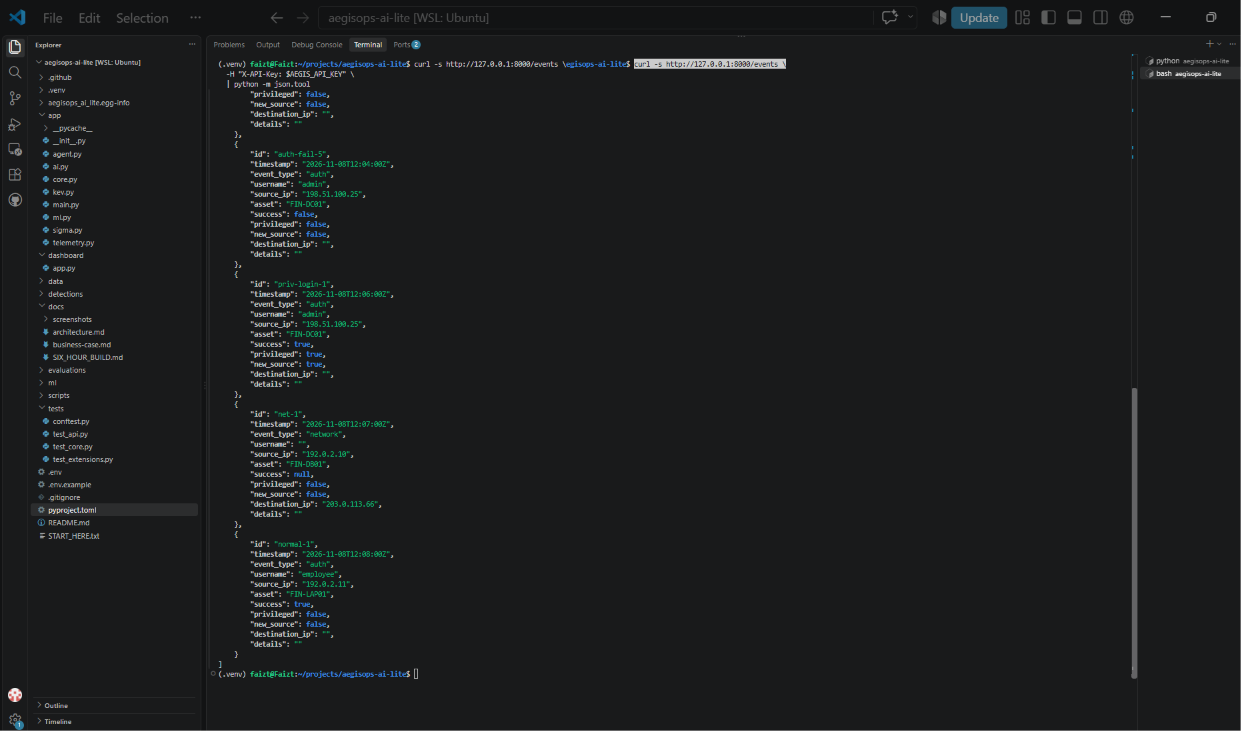 File Edit Selection ···
aegisops-ai-lite [WSL: Ubuntu]
Update
Explorer
aegisops-ai-lite [WSL: Ubuntu]
.github
.venv
aegisops_ai_lite.egg-info
app
__pycache__
__init__.py
agent.py
ai.py
core.py
kev.py
main.py
ml.py
sigma.py
telemetry.py
dashboard
app.py
data
detections
docs
screenshots
architecture.md
business-case.md
SIX_HOUR_BUILD.md
evaluations
ml
scripts
tests
conftest.py
test_api.py
test_core.py
test_extensions.py
.env
.env.example
.gitignore
pyproject.toml
README.md
START_HERE.txt
Outline
Timeline
1
Problems Output Debug Console Terminal Ports 2
(.venv) faizt@Faizt:~/projects/aegisops-ai-lite$ curl -s http://127.0.0.1:8000/events \egisops-ai-lite$ curl -s http://127.0.0.1:8000/events \
-H "X-API-Key: $AEGIS_API_KEY" \
| python -m json.tool
"privileged": false,
"new_source": false,
"destination_ip": "",
"details": ""
},
{
"id": "auth-fail-5",
"timestamp": "2026-11-08T12:04:00Z",
"event_type": "auth",
"username": "admin",
"source_ip": "198.51.100.25",
"asset": "FIN-DC01",
"success": false,
"privileged": false,
"new_source": false,
"destination_ip": "",
"details": ""
},
{
"id": "priv-login-1",
"timestamp": "2026-11-08T12:06:00Z",
"event_type": "auth",
"username": "admin",
"source_ip": "198.51.100.25",
"asset": "FIN-DC01",
"success": true,
"privileged": true,
"new_source": true,
"destination_ip": "",
"details": ""
},
{
"id": "net-1",
"timestamp": "2026-11-08T12:07:00Z",
"event_type": "network",
"username": "",
"source_ip": "192.0.2.10",
"asset": "FIN-DB01",
"success": null,
"privileged": false,
"new_source": false,
"destination_ip": "203.0.113.66",
"details": ""
},
{
"id": "normal-1",
"timestamp": "2026-11-08T12:08:00Z",
"event_type": "auth",
"username": "employee",
"source_ip": "192.0.2.11",
"asset": "FIN-LAP01",
"success": true,
"privileged": false,
"new_source": false,
"destination_ip": "",
"details": ""
}
]
(.venv) faizt@Faizt:~/projects/aegisops-ai-lite$
python aegisops-ai-lite
bash aegisops-ai-lite